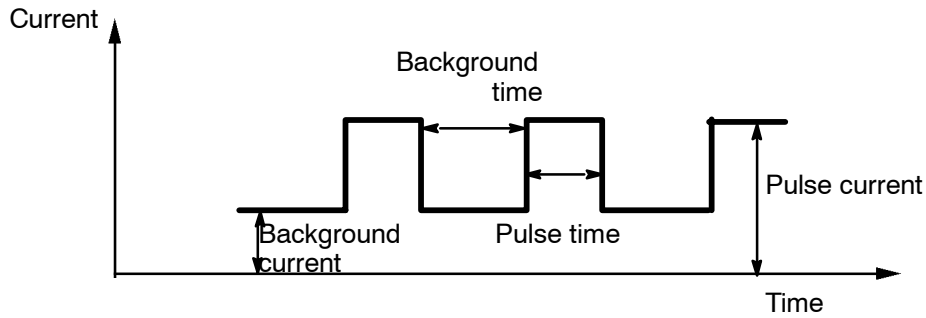 Current
Background
time
Pulse current
Background
current
Pulse time
Time